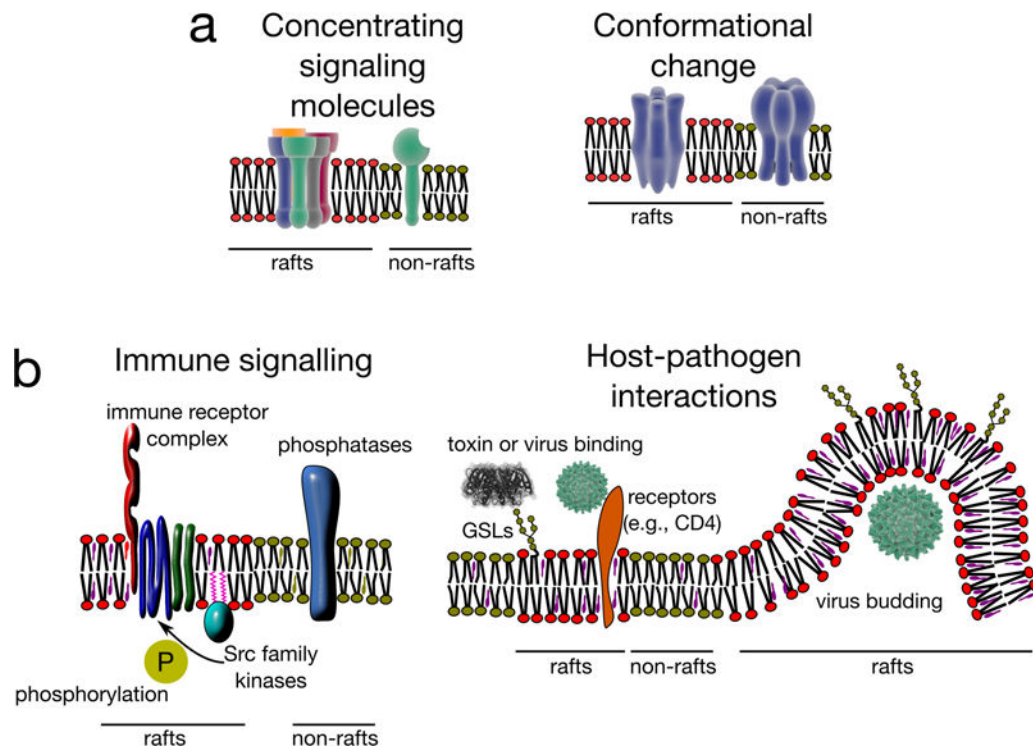 a
Concentrating
signaling
molecules
rafts
non-rafts
Conformational
change
rafts
non-rafts
b
Immune signalling
immune receptor
complex
phosphatases
P
Src family
kinases
phosphorylation
rafts
non-rafts
Host-pathogen
interactions
toxin or virus binding
GSLs
receptors
(e.g., CD4)
virus budding
rafts
non-rafts
rafts